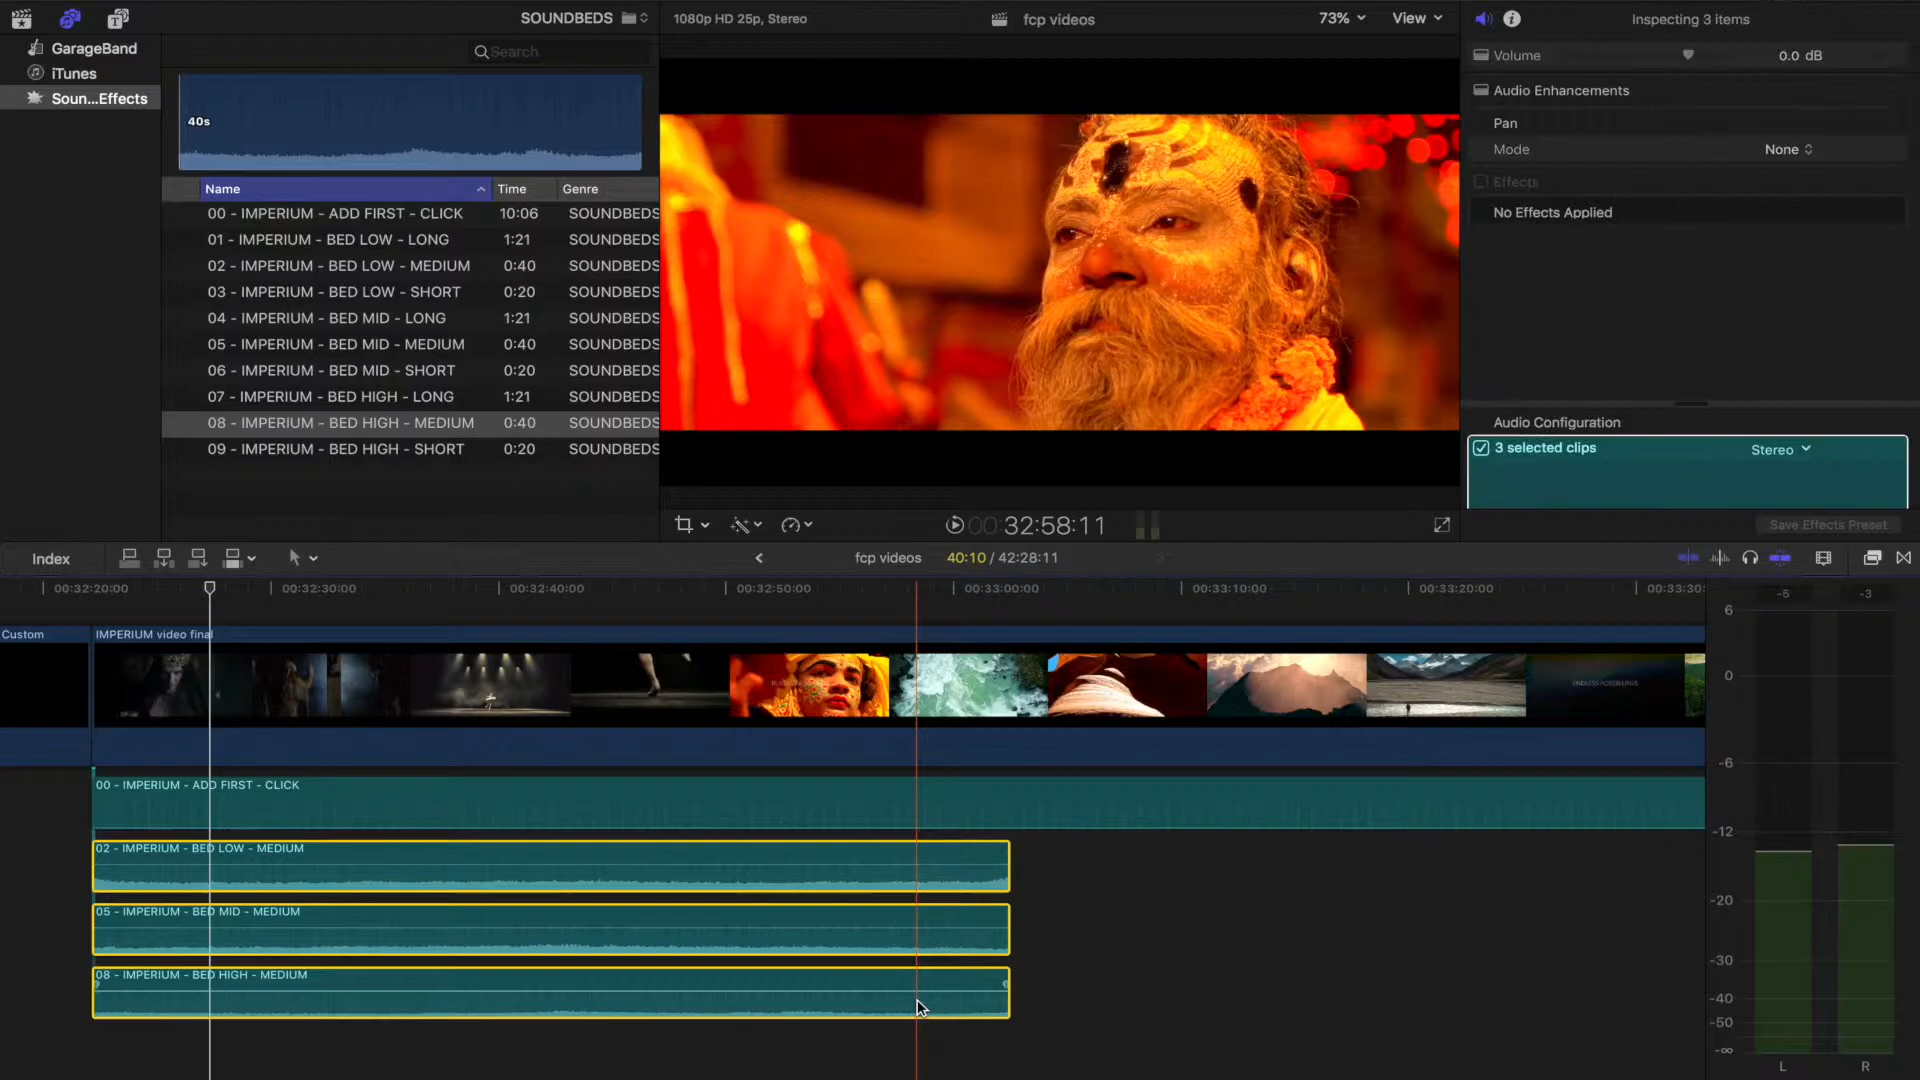 SOUNDBEDS
1080p HD 25p, Stereo
fcp videos
73%
View
Inspecting 3 items
GarageBand
iTunes
Soun...Effects
Search
40s
Name Time Genre
00 - IMPERIUM - ADD FIRST - CLICK 10:06 SOUNDBEDS
01 - IMPERIUM - BED LOW - LONG 1:21 SOUNDBEDS
02 - IMPERIUM - BED LOW - MEDIUM 0:40 SOUNDBEDS
03 - IMPERIUM - BED LOW - SHORT 0:20 SOUNDBEDS
04 - IMPERIUM - BED MID - LONG 1:21 SOUNDBEDS
05 - IMPERIUM - BED MID - MEDIUM 0:40 SOUNDBEDS
06 - IMPERIUM - BED MID - SHORT 0:20 SOUNDBEDS
07 - IMPERIUM - BED HIGH - LONG 1:21 SOUNDBEDS
08 - IMPERIUM - BED HIGH - MEDIUM 0:40 SOUNDBEDS
09 - IMPERIUM - BED HIGH - SHORT 0:20 SOUNDBEDS
Volume 0.0 dB
Audio Enhancements
Pan
Mode None
Effects
No Effects Applied
Audio Configuration
3 selected clips Stereo
Save Effects Preset
00:32:58:11
Index
fcp videos 40:10 / 42:28:11
00:32:20:00 00:32:30:00 00:32:40:00 00:32:50:00 00:33:00:00 00:33:10:00 00:33:20:00 00:33:30:
Custom
IMPERIUM video final
ENDLESS POSSIBILITIES
00 - IMPERIUM - ADD FIRST - CLICK
02 - IMPERIUM - BED LOW - MEDIUM
05 - IMPERIUM - BED MID - MEDIUM
08 - IMPERIUM - BED HIGH - MEDIUM
-5 -3
6
0
-6
-12
-20
-30
-40
-50
-∞
L R